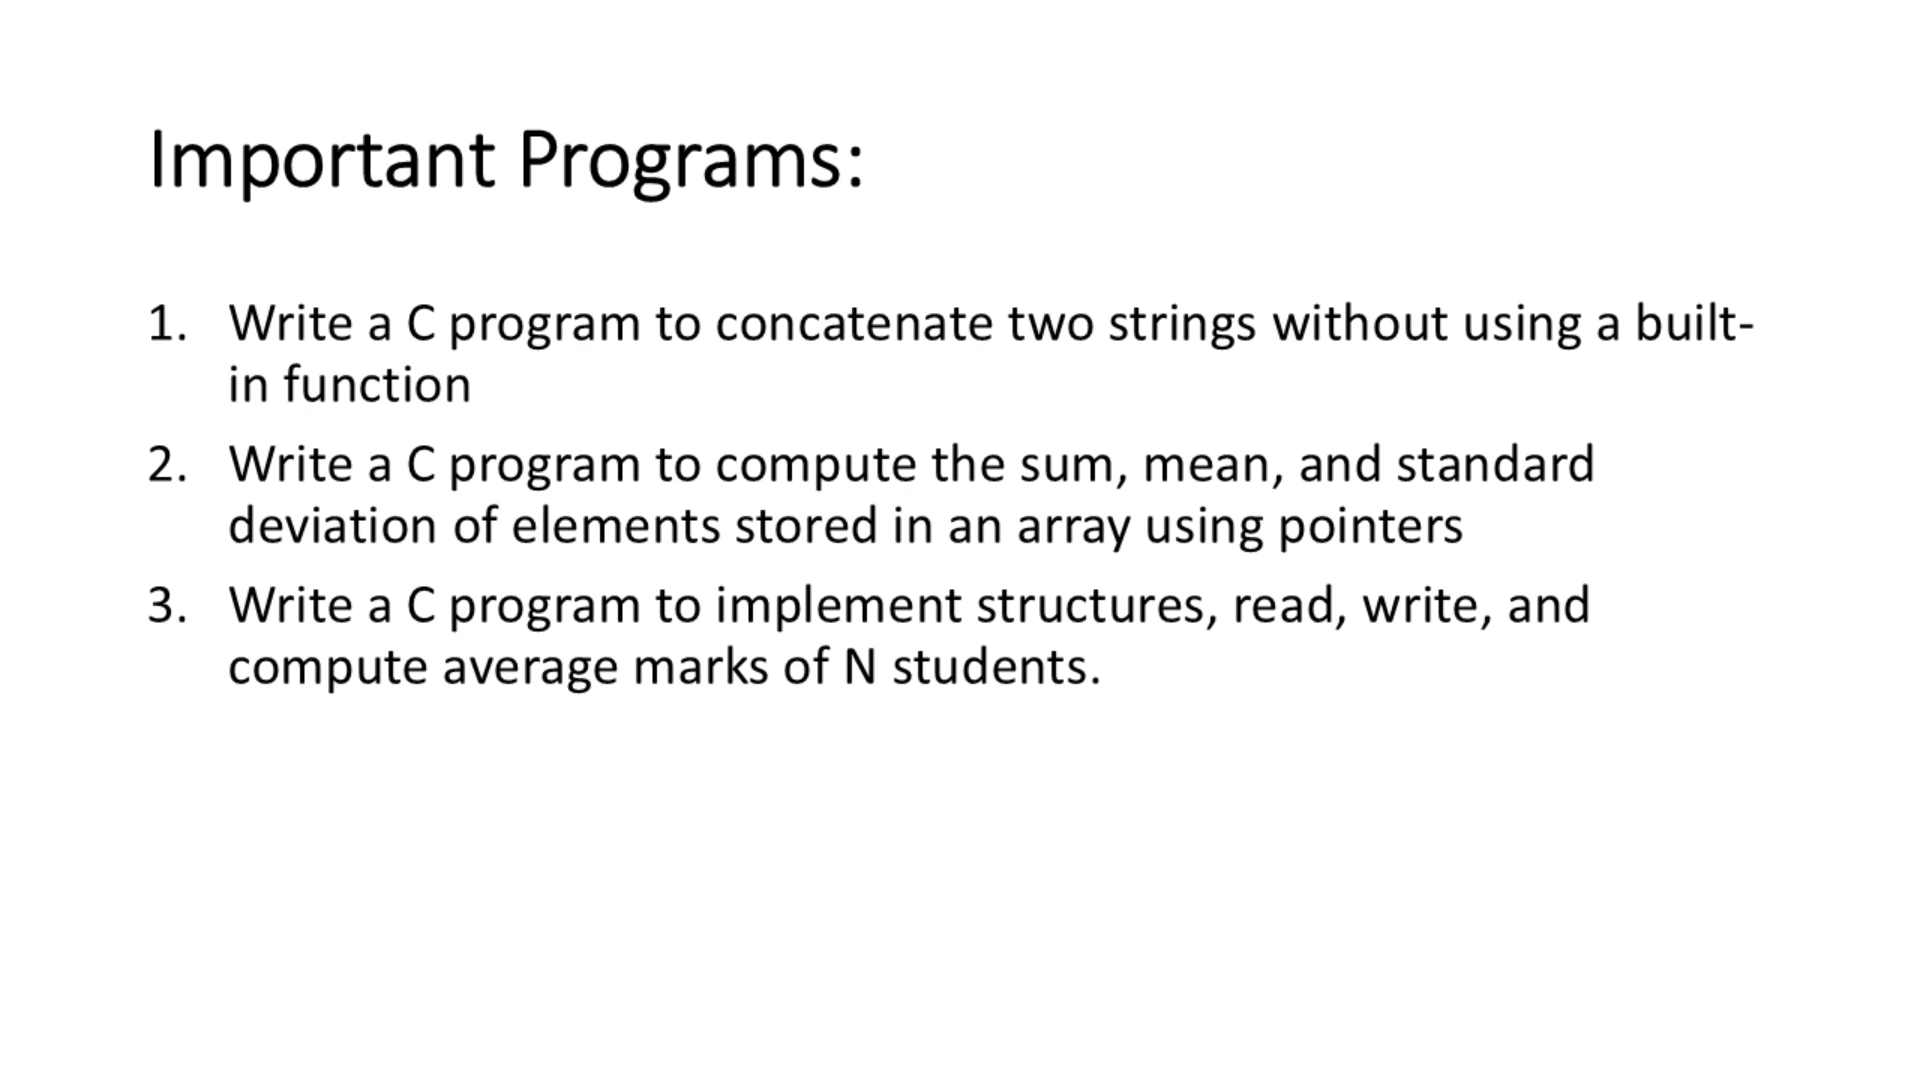 Important Programs:
1. Write a C program to concatenate two strings without using a built-
in function
2. Write a C program to compute the sum, mean, and standard
deviation of elements stored in an array using pointers
3. Write a C program to implement structures, read, write, and
compute average marks of N students.